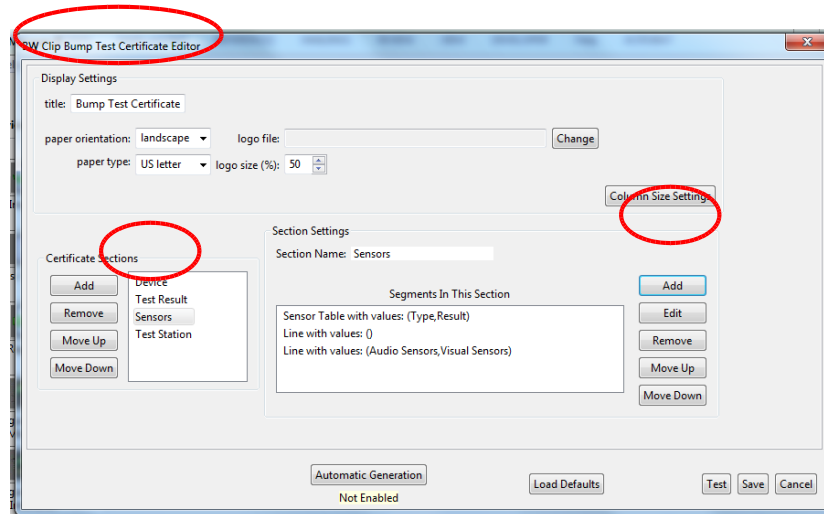 BW Clip Bump Test Certificate Editor
Display Settings
title: Bump Test Certificate
paper orientation: landscape logo file: Change
paper type: US letter logo size (%): 50
Column Size Settings
Section Settings
Section Name: Sensors
Certificate Sections
Add
Remove
Move Up
Move Down
Device
Test Result
Sensors
Test Station
Segments In This Section
Sensor Table with values: (Type,Result)
Line with values: ()
Line with values: (Audio Sensors,Visual Sensors)
Add
Edit
Remove
Move Up
Move Down
Automatic Generation
Not Enabled
Load Defaults
Test Save Cancel